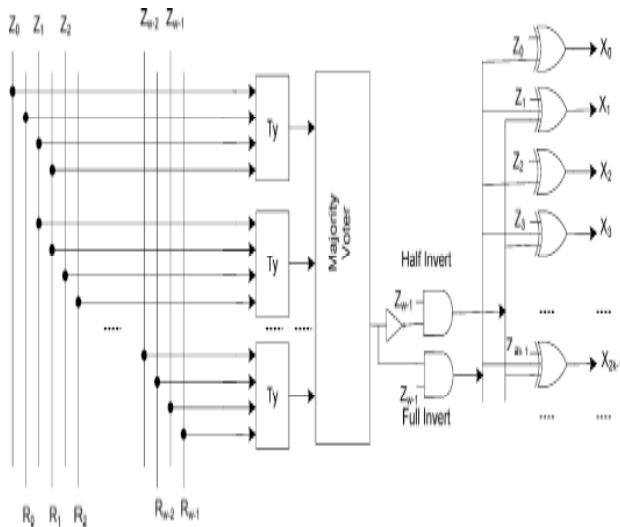 Z0 Z1 Z2 Zw-2 Zw-1
Ty
Ty
Ty
Majority
Voter
Half Invert
Zw-1
Zw-1
Full Invert
Z0 X0
Z1 X1
Z2 X2
Z3 X3
X2k-1
R0 R1 R2 Rw-2 Rw-1